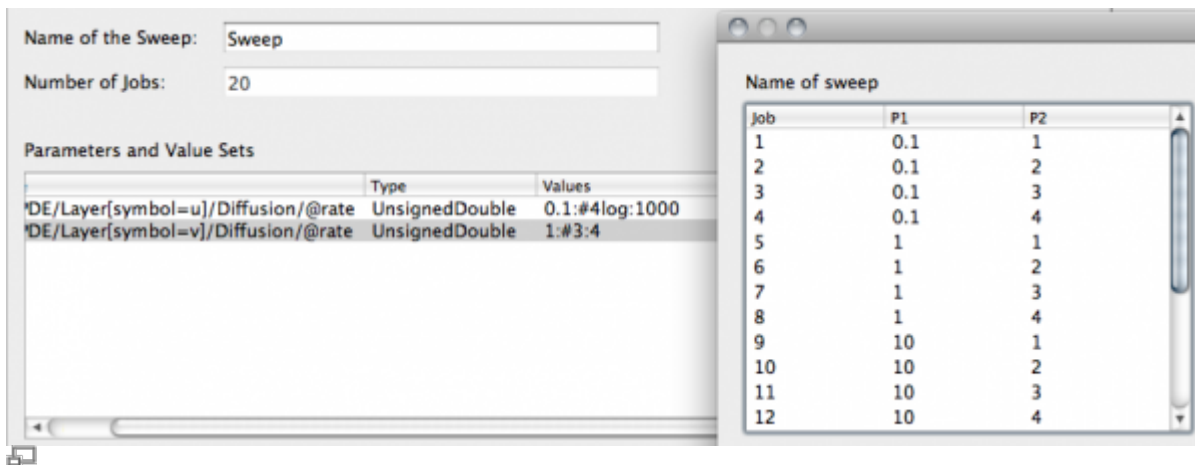 Name of the Sweep: Sweep
Number of Jobs: 20
Parameters and Value Sets
Type Values
'DE/Layer[symbol=u]/Diffusion/@rate UnsignedDouble 0.1:#4log:1000
'DE/Layer[symbol=v]/Diffusion/@rate UnsignedDouble 1:#3:4
Name of sweep
Job P1 P2
1 0.1 1
2 0.1 2
3 0.1 3
4 0.1 4
5 1 1
6 1 2
7 1 3
8 1 4
9 10 1
10 10 2
11 10 3
12 10 4